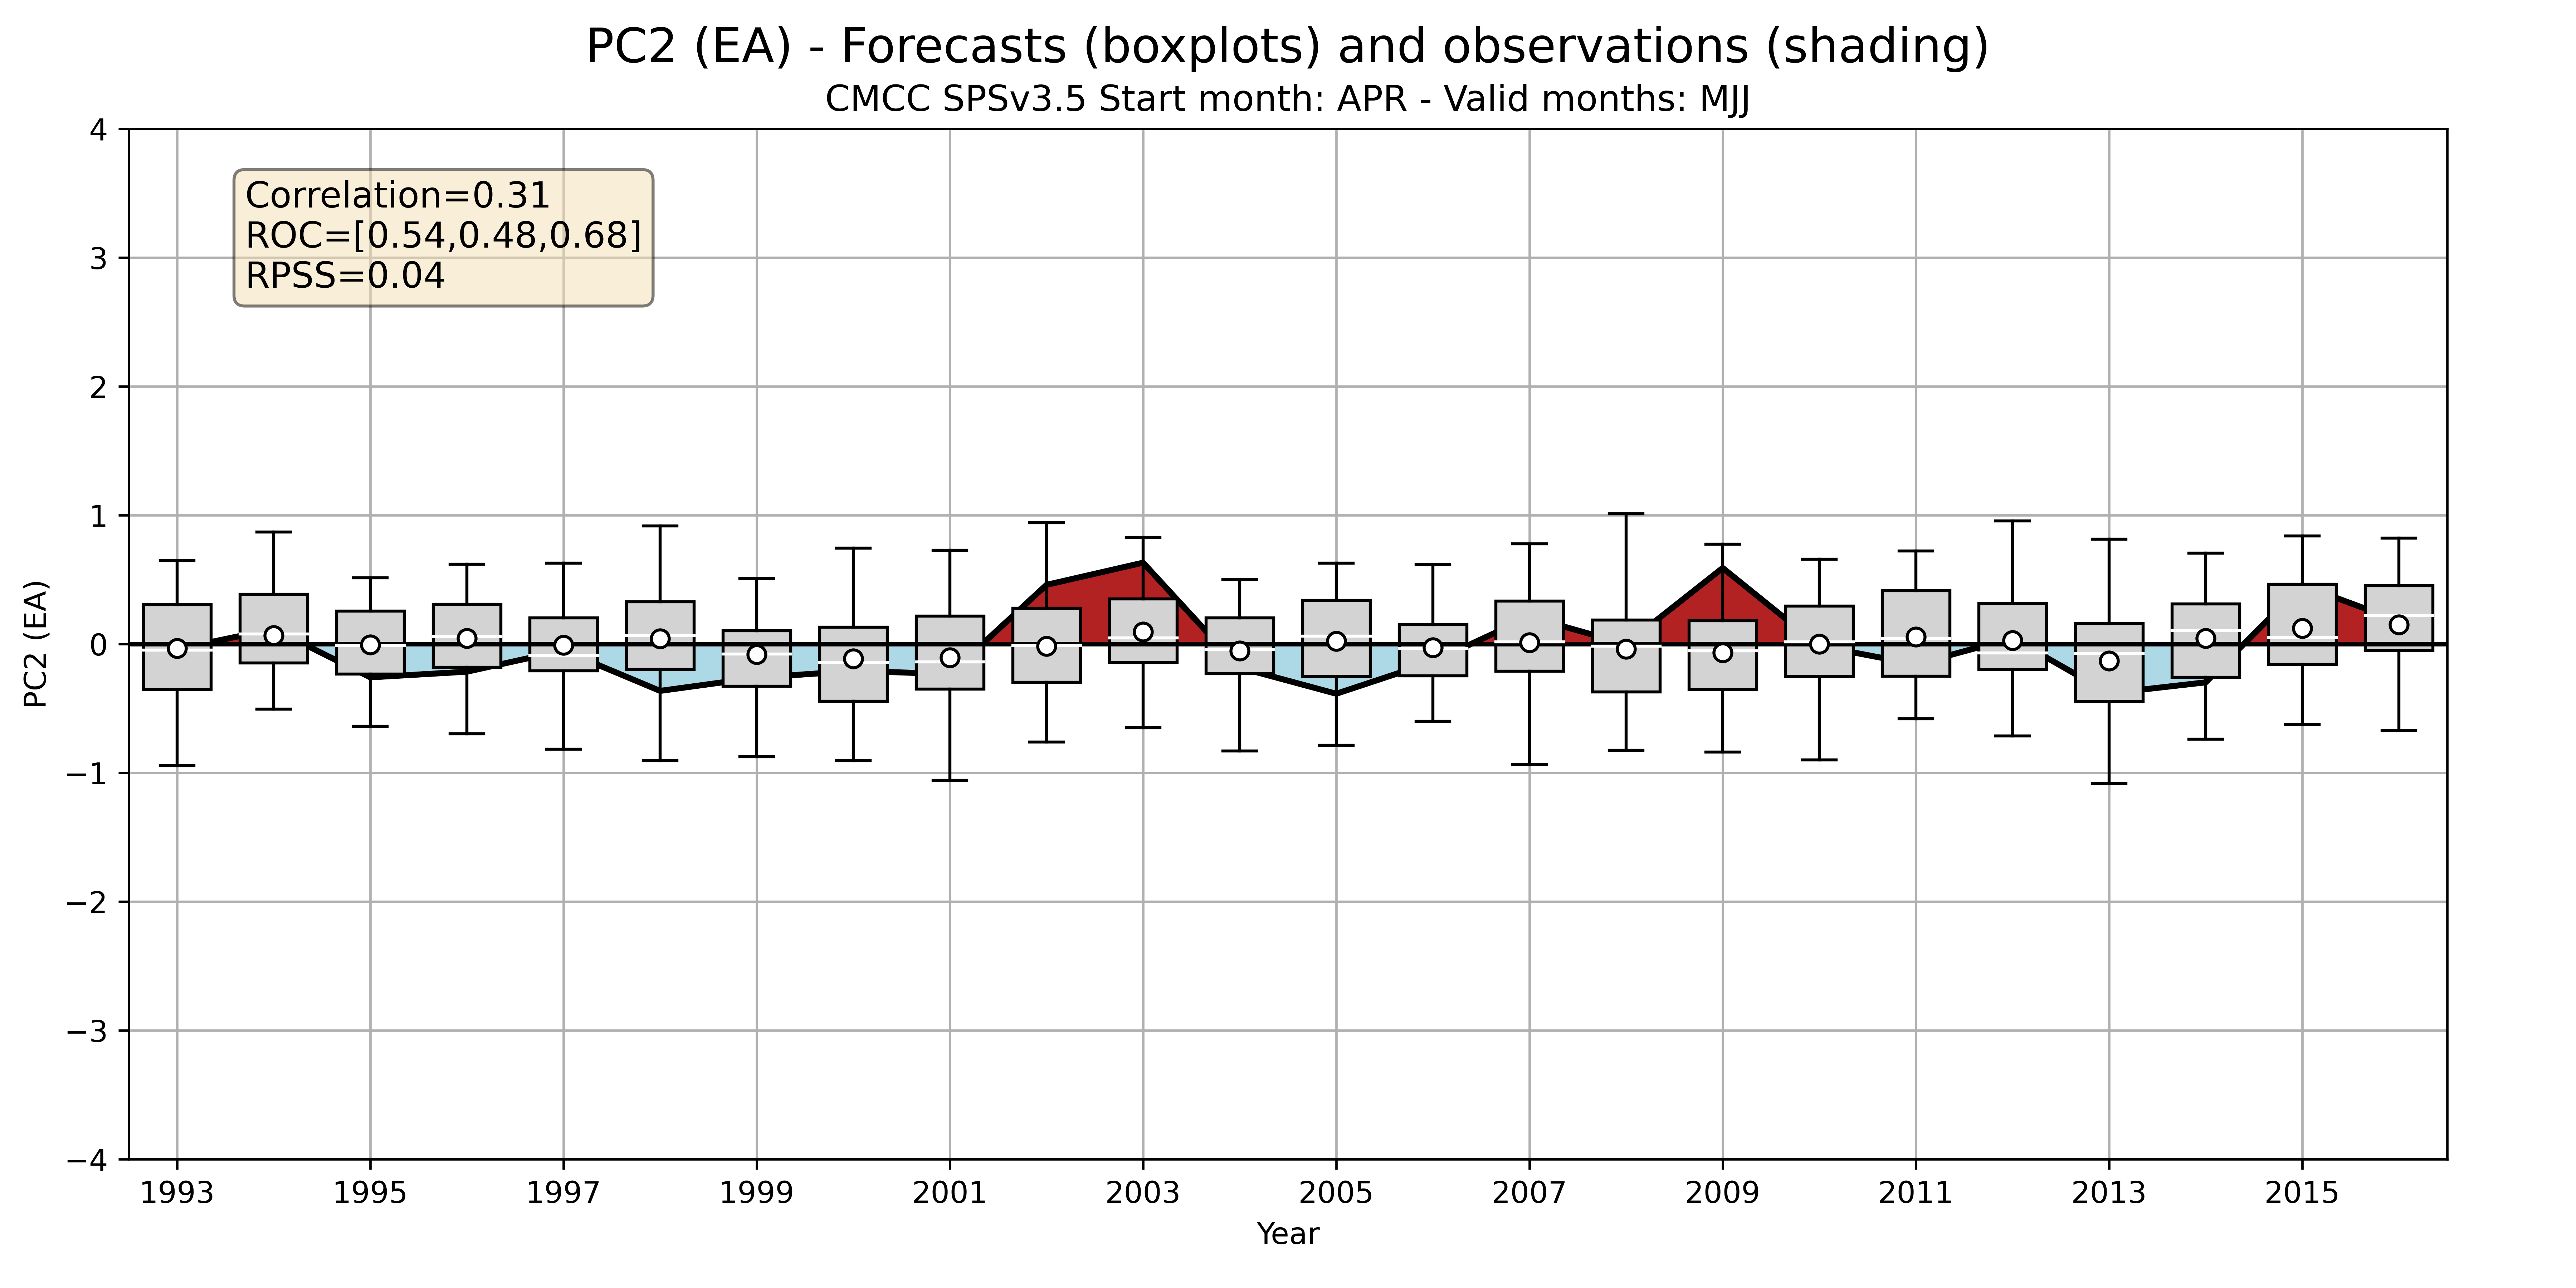 PC2 (EA) - Forecasts (boxplots) and observations (shading)
CMCC SPSv3.5 Start month: APR - Valid months: MJJ
Correlation=0.31
ROC=[0.54,0.48,0.68]
RPSS=0.04
PC2 (EA)
4
3
2
1
0
−1
−2
−3
−4
1993 1995 1997 1999 2001 2003 2005 2007 2009 2011 2013 2015
Year